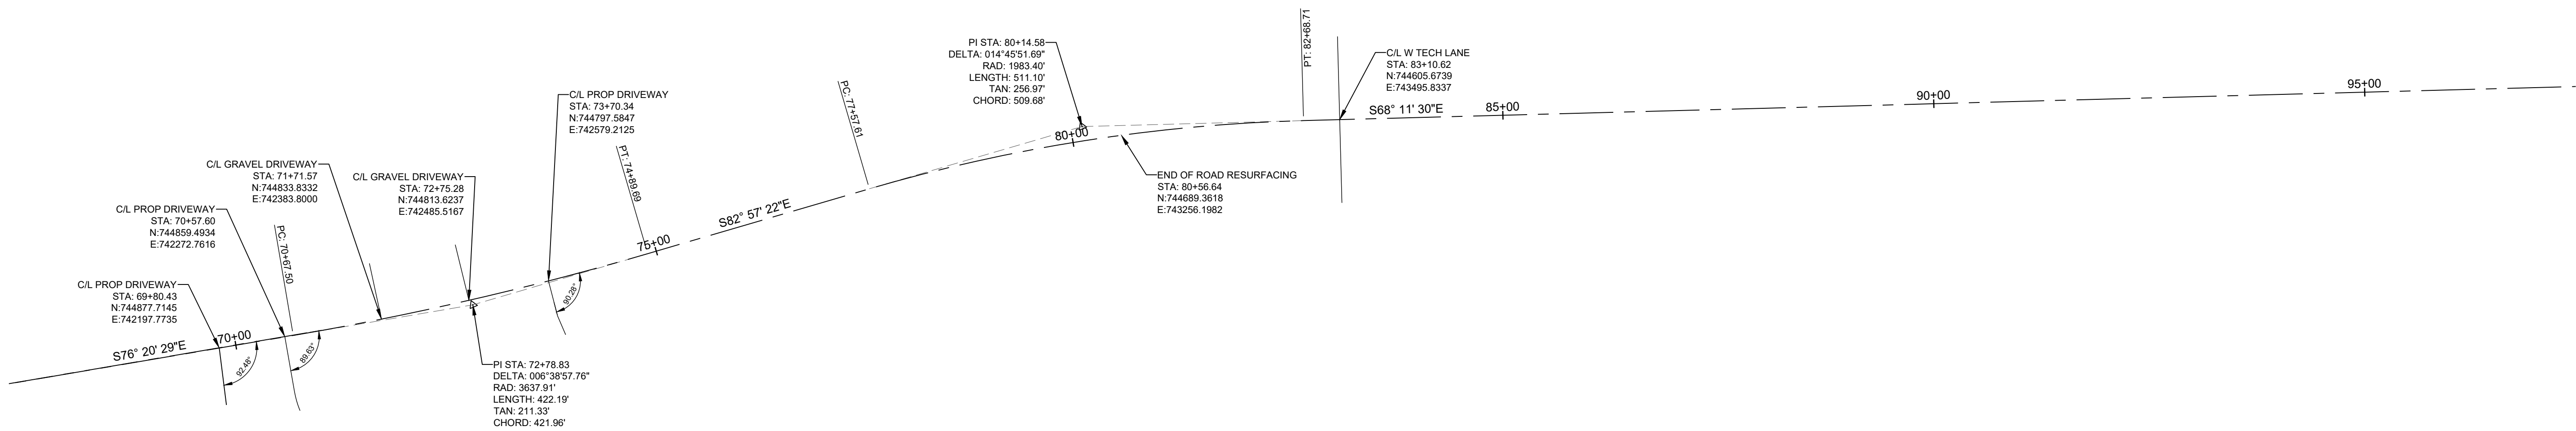 S76° 20' 29"E
C/L PROP DRIVEWAY
STA: 69+80.43
N:744877.7145
E:742197.7735
70+00
92.48°
C/L PROP DRIVEWAY
STA: 70+57.60
N:744859.4934
E:742272.7616
PC: 70+67.50
89.63°
C/L GRAVEL DRIVEWAY
STA: 71+71.57
N:744833.8332
E:742383.8000
C/L GRAVEL DRIVEWAY
STA: 72+75.28
N:744813.6237
E:742485.5167
PI STA: 72+78.83
DELTA: 006°38'57.76"
RAD: 3637.91'
LENGTH: 422.19'
TAN: 211.33'
CHORD: 421.96'
C/L PROP DRIVEWAY
STA: 73+70.34
N:744797.5847
E:742579.2125
90.28°
PT: 74+89.69
75+00
S82° 57' 22"E
PC: 77+57.61
PI STA: 80+14.58
DELTA: 014°45'51.69"
RAD: 1983.40'
LENGTH: 511.10'
TAN: 256.97'
CHORD: 509.68'
80+00
END OF ROAD RESURFACING
STA: 80+56.64
N:744689.3618
E:743256.1982
PT: 82+68.71
C/L W TECH LANE
STA: 83+10.62
N:744605.6739
E:743495.8337
S68° 11' 30"E
85+00
90+00
95+00